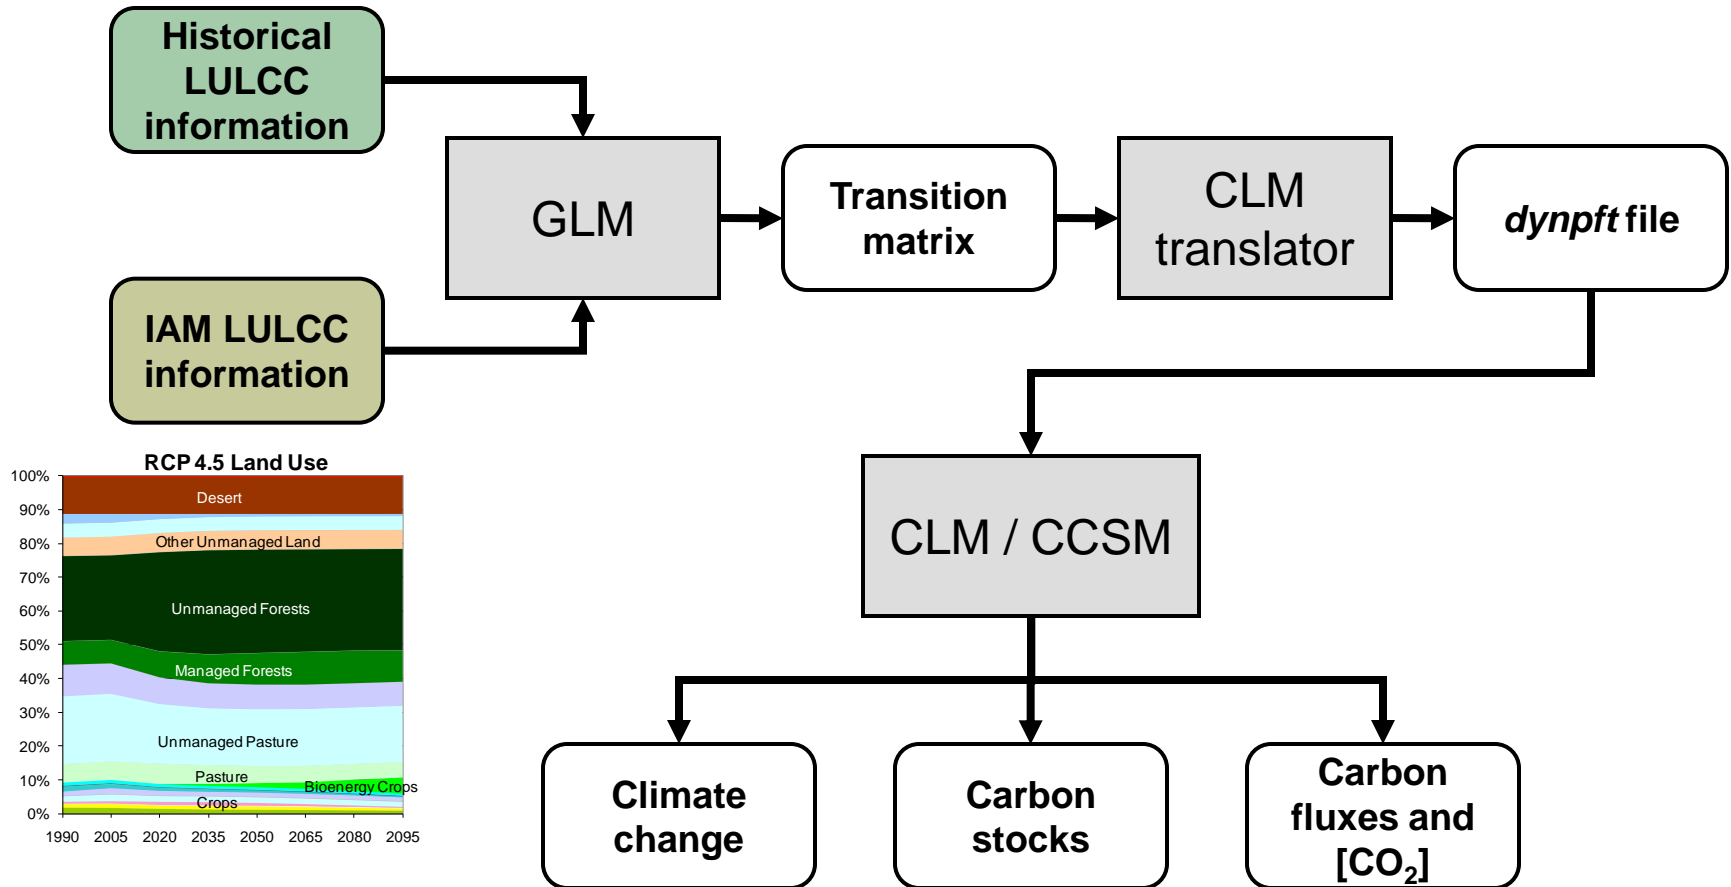 Historical
LULCC
information
GLM
Transition
matrix
CLM
translator
dynpft file
IAM LULCC
information
CLM / CCSM
Climate
change
Carbon
stocks
Carbon
fluxes and
[CO₂]
RCP 4.5 Land Use
100%
90%
80%
70%
60%
50%
40%
30%
20%
10%
0%
Desert
Other Unmanaged Land
Unmanaged Forests
Managed Forests
Unmanaged Pasture
Pasture
Bioenergy Crops
Crops
1990 2005 2020 2035 2050 2065 2080 2095